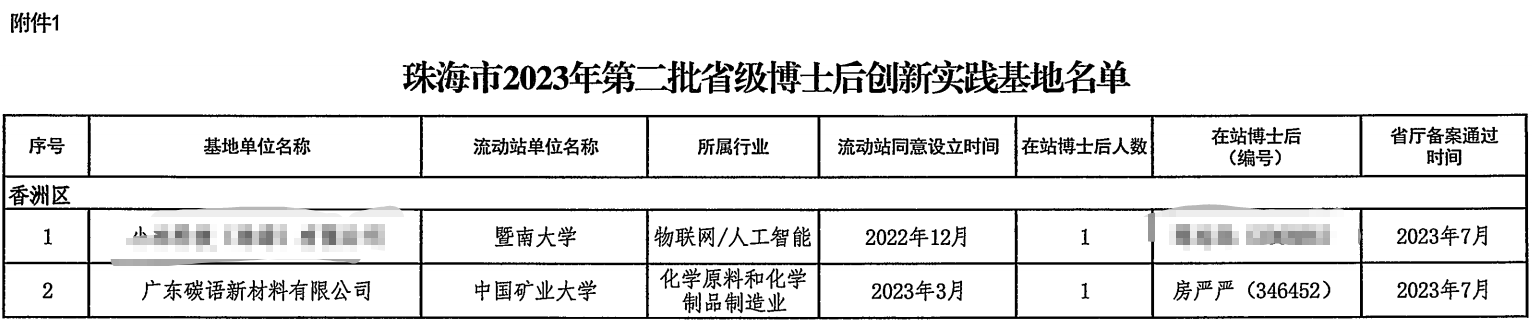 附件1
珠海市2023年第二批省级博士后创新实践基地名单
序号 基地单位名称 流动站单位名称 所属行业 流动站同意设立时间 在站博士后人数 在站博士后（编号） 省厅备案通过时间
香洲区
1 暨南大学 物联网/人工智能 2022年12月 1 2023年7月
2 广东碳语新材料有限公司 中国矿业大学 化学原料和化学制品制造业 2023年3月 1 房严严（346452） 2023年7月